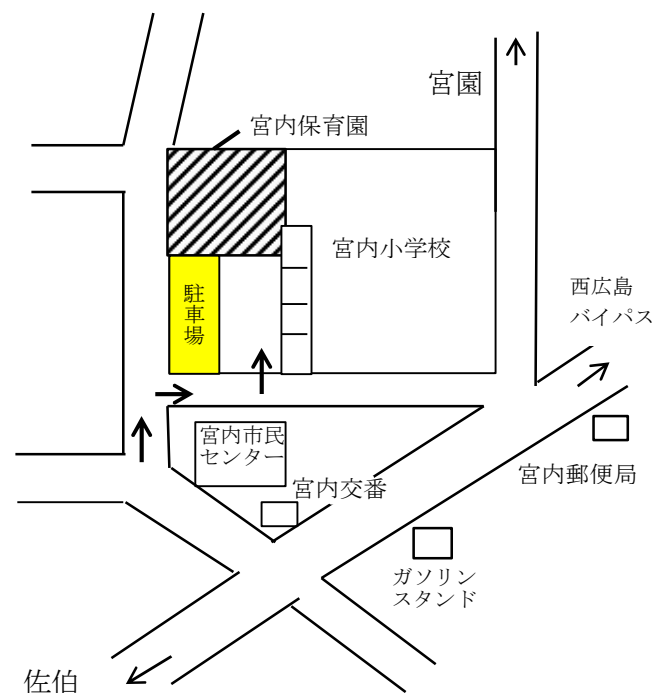 宮園
宮内保育園
宮内小学校
駐車場
西広島
バイパス
宮内市民
センター
宮内交番
宮内郵便局
ガソリン
スタンド
佐伯